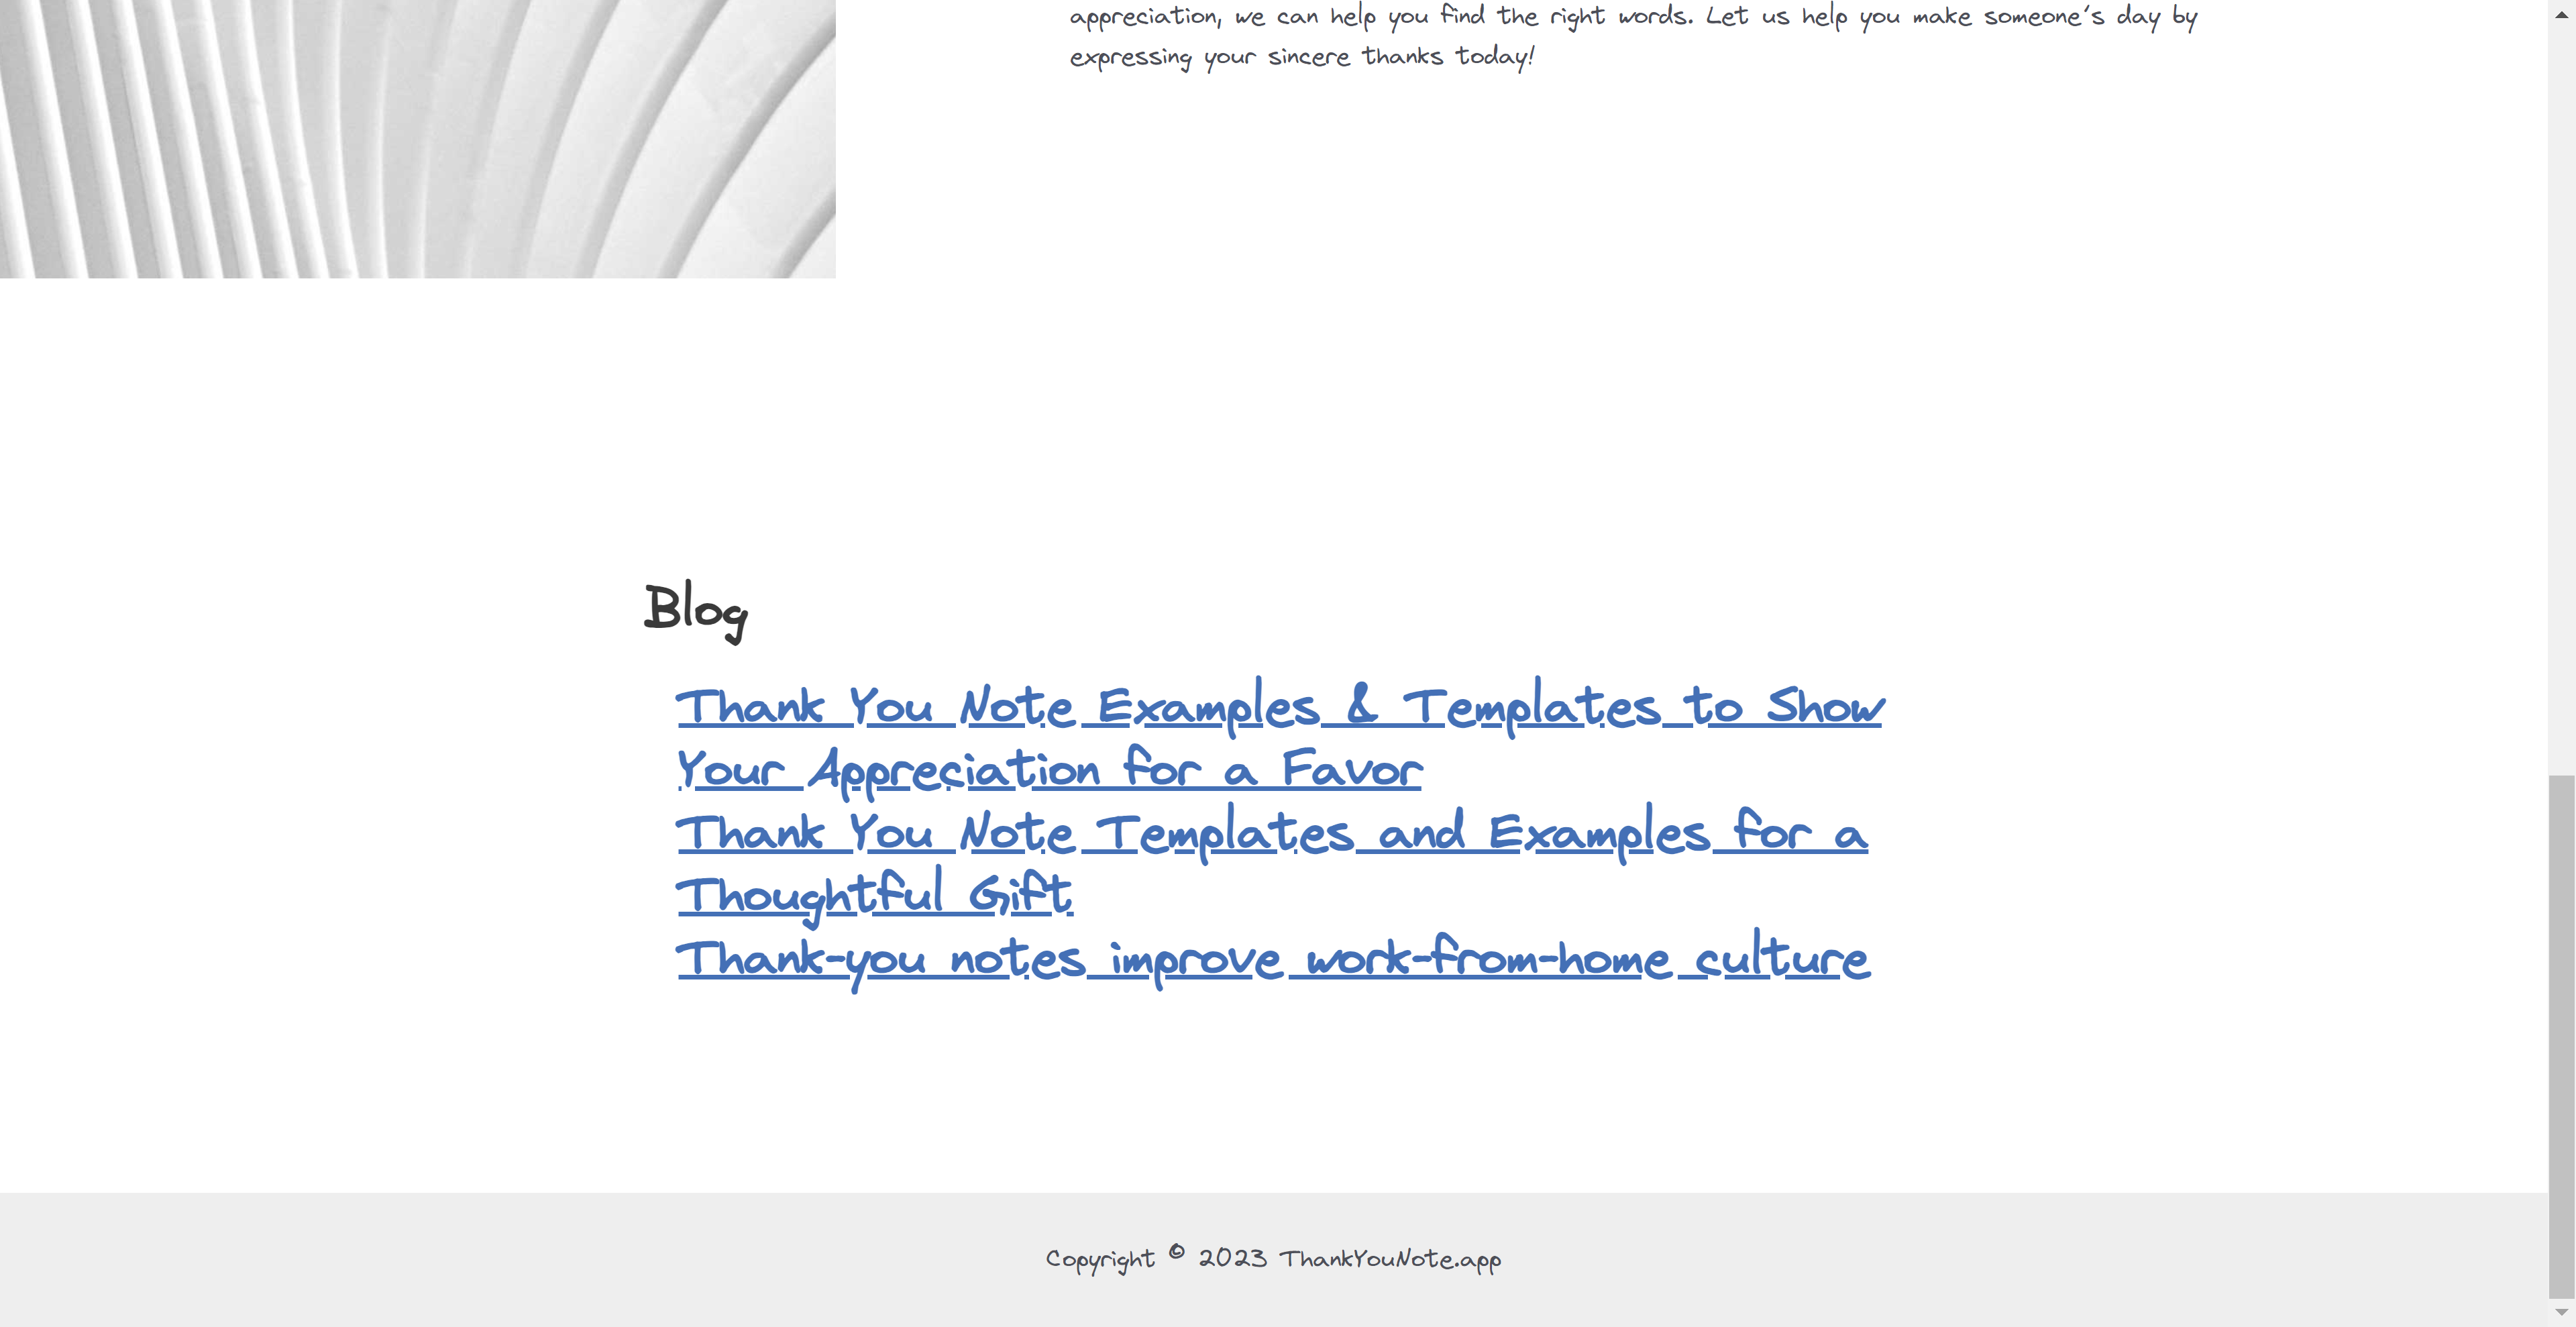 appreciation, we can help you find the right words. Let us help you make someone's day by
expressing your sincere thanks today!
Blog
Thank You Note Examples & Templates to Show
Your Appreciation for a Favor
Thank You Note Templates and Examples for a
Thoughtful Gift
Thank-you notes improve work-from-home culture
Copyright © 2023 ThankYouNote.app